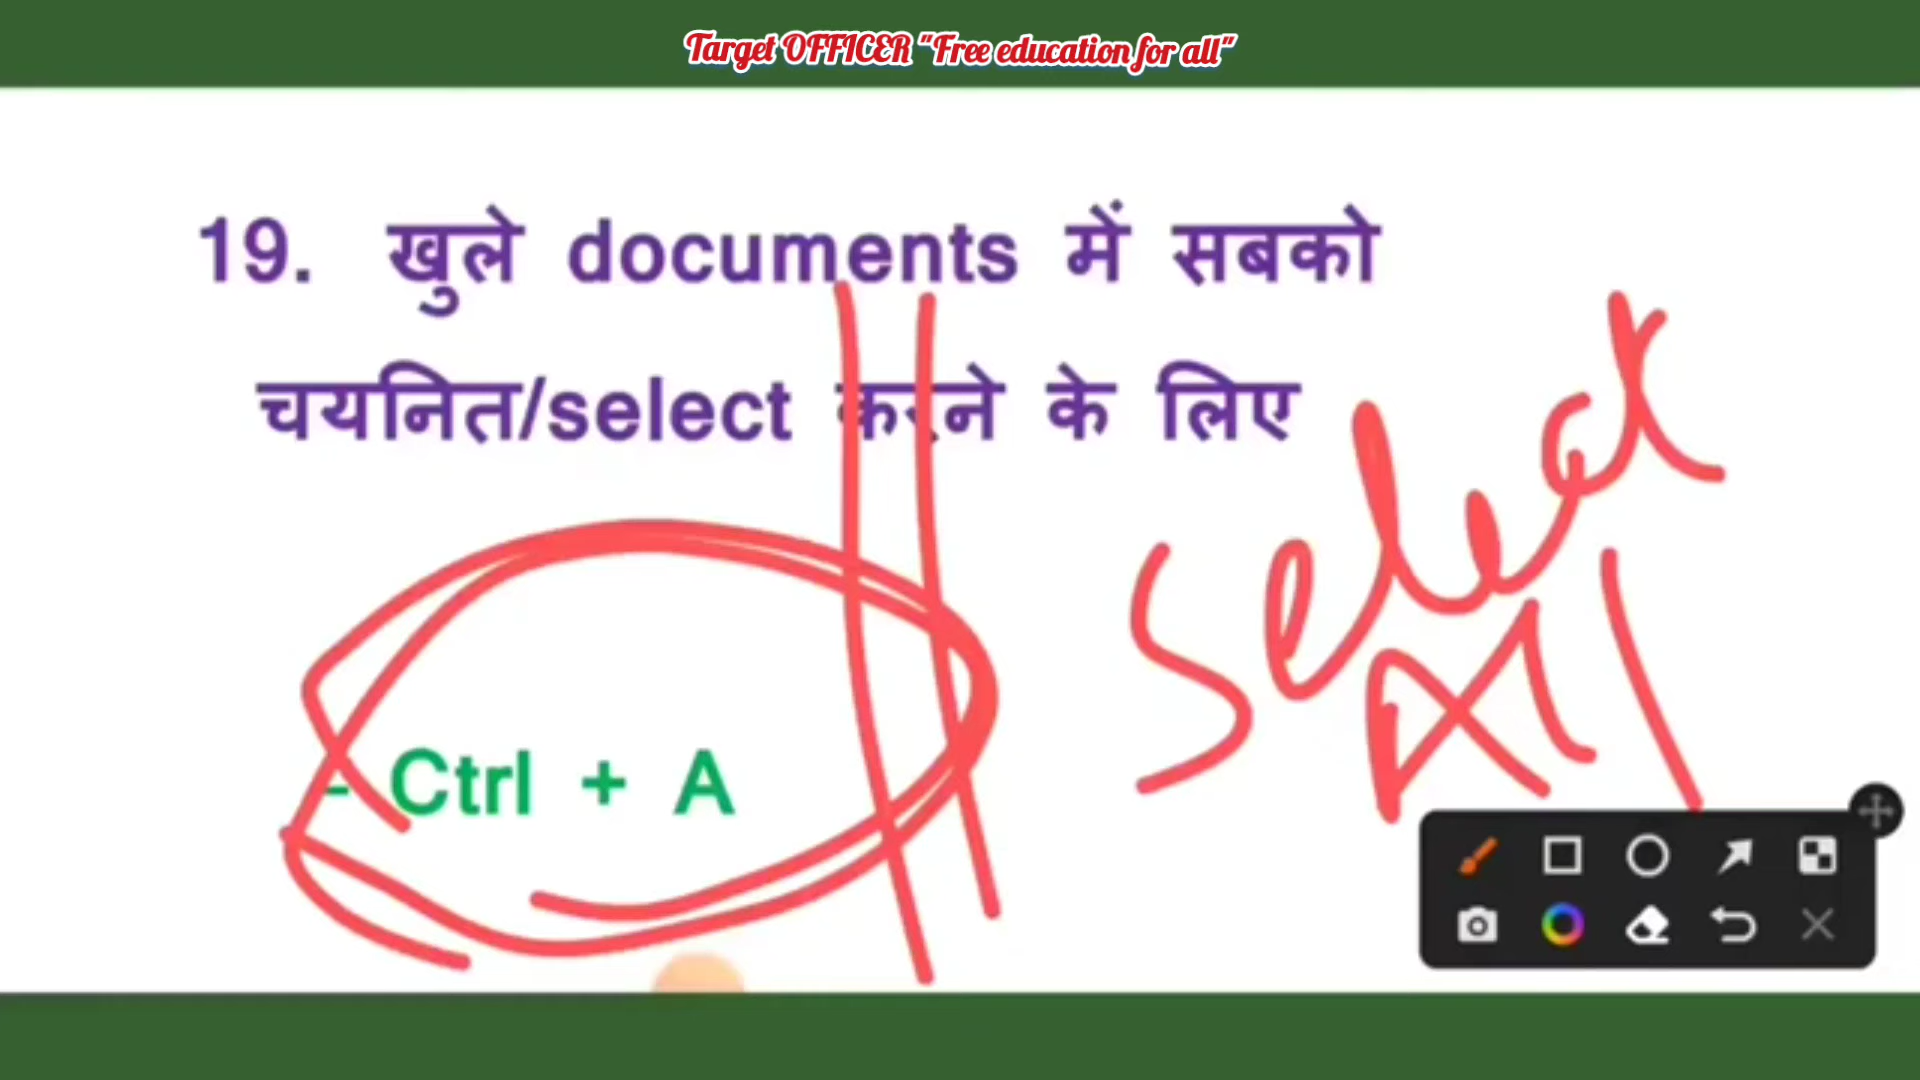 Target OFFICER "Free education for all"
19. खुले documents में सबको
चयनित/select करने के लिए
Select
All
- Ctrl + A